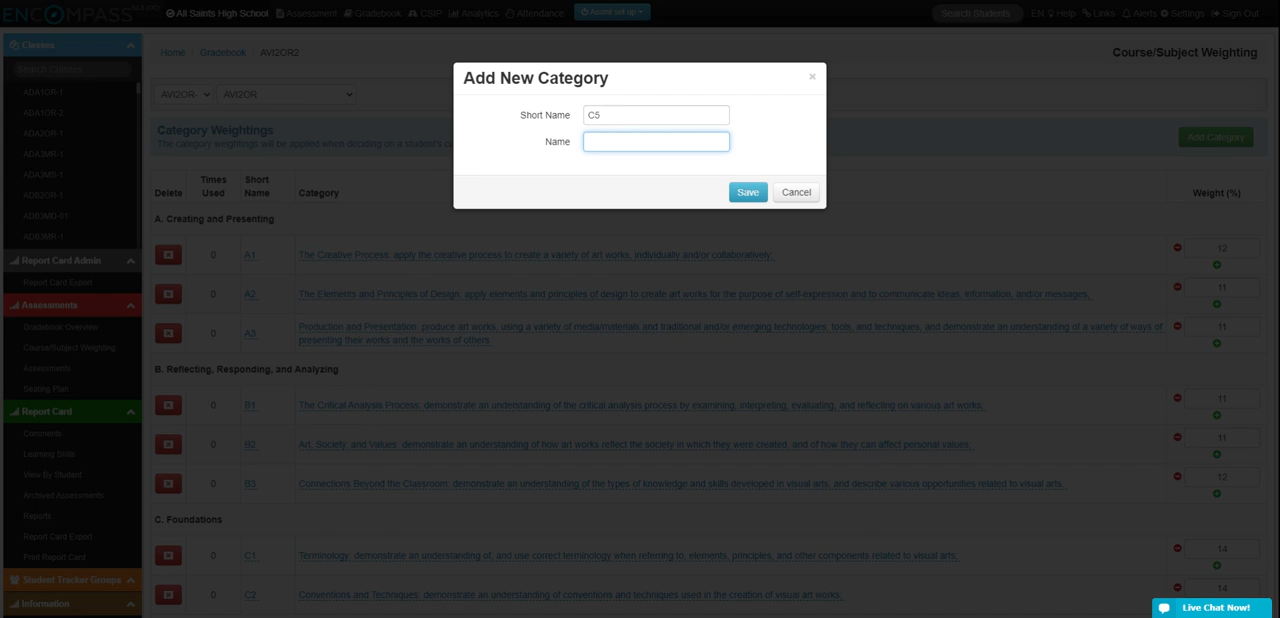 ENCOMPASS
All Saints High School Assessment Gradebook CSIP Analytics Attendance
Search Students EN Help Links Alerts Settings Sign Out
Classes
Search Classes
ADA1OR-1
ADA1OR-2
ADA2OR-1
ADA3MR-1
ADA3MS-1
ADB2OR-1
ADB3MO-01
ADB3MR-1
Report Card Admin
Report Card Export
Assessments
Gradebook Overview
Course/Subject Weighting
Assessments
Seating Plan
Report Card
Comments
Learning Skills
View By Student
Archived Assessments
Reports
Report Card Export
Print Report Card
Student Tracker Groups
Information
Home Gradebook AVI2OR2
Course/Subject Weighting
AVI2OR- AVI2OR
Category Weightings
The category weightings will be applied when deciding on a student's
Add Category
Add New Category ×
Short Name C5
Name
Save Cancel
Delete Times Used Short Name Category Weight (%)
A. Creating and Presenting
0 A1 The Creative Process: apply the creative process to create a variety of art works, individually and/or collaboratively; 12
0 A2 The Elements and Principles of Design: apply elements and principles of design to create art works for the purpose of self-expression and to communicate ideas, information, and/or messages; 11
0 A3 Production and Presentation: produce art works, using a variety of media/materials and traditional and/or emerging technologies, tools, and techniques, and demonstrate an understanding of a variety of ways of 11
presenting their works and the works of others
B. Reflecting, Responding, and Analyzing
0 B1 The Critical Analysis Process: demonstrate an understanding of the critical analysis process by examining, interpreting, evaluating, and reflecting on various art works; 11
0 B2 Art, Society, and Values: demonstrate an understanding of how art works reflect the society in which they were created, and of how they can affect personal values; 11
0 B3 Connections Beyond the Classroom: demonstrate an understanding of the types of knowledge and skills developed in visual arts, and describe various opportunities related to visual arts. 12
C. Foundations
0 C1 Terminology: demonstrate an understanding of, and use correct terminology when referring to, elements, principles, and other components related to visual arts; 14
0 C2 Conventions and Techniques: demonstrate an understanding of conventions and techniques used in the creation of visual art works; 14
Live Chat Now!